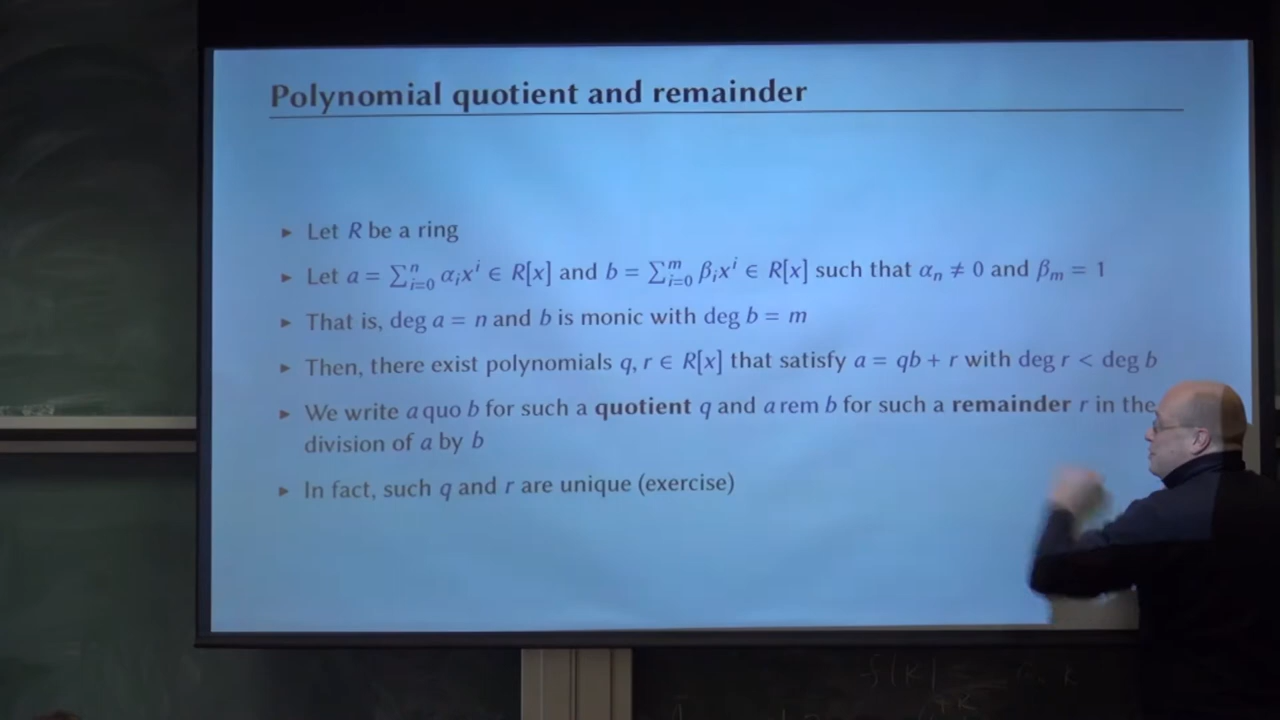 Polynomial quotient and remainder
▸ Let R be a ring
▸ Let a = ∑ⁿᵢ₌₀ αᵢxⁱ ∈ R[x] and b = ∑ᵐᵢ₌₀ βᵢxⁱ ∈ R[x] such that αₙ ≠ 0 and βₘ = 1
▸ That is, deg a = n and b is monic with deg b = m
▸ Then, there exist polynomials q, r ∈ R[x] that satisfy a = qb + r with deg r < deg b
▸ We write a quo b for such a quotient q and a rem b for such a remainder r in the
division of a by b
▸ In fact, such q and r are unique (exercise)